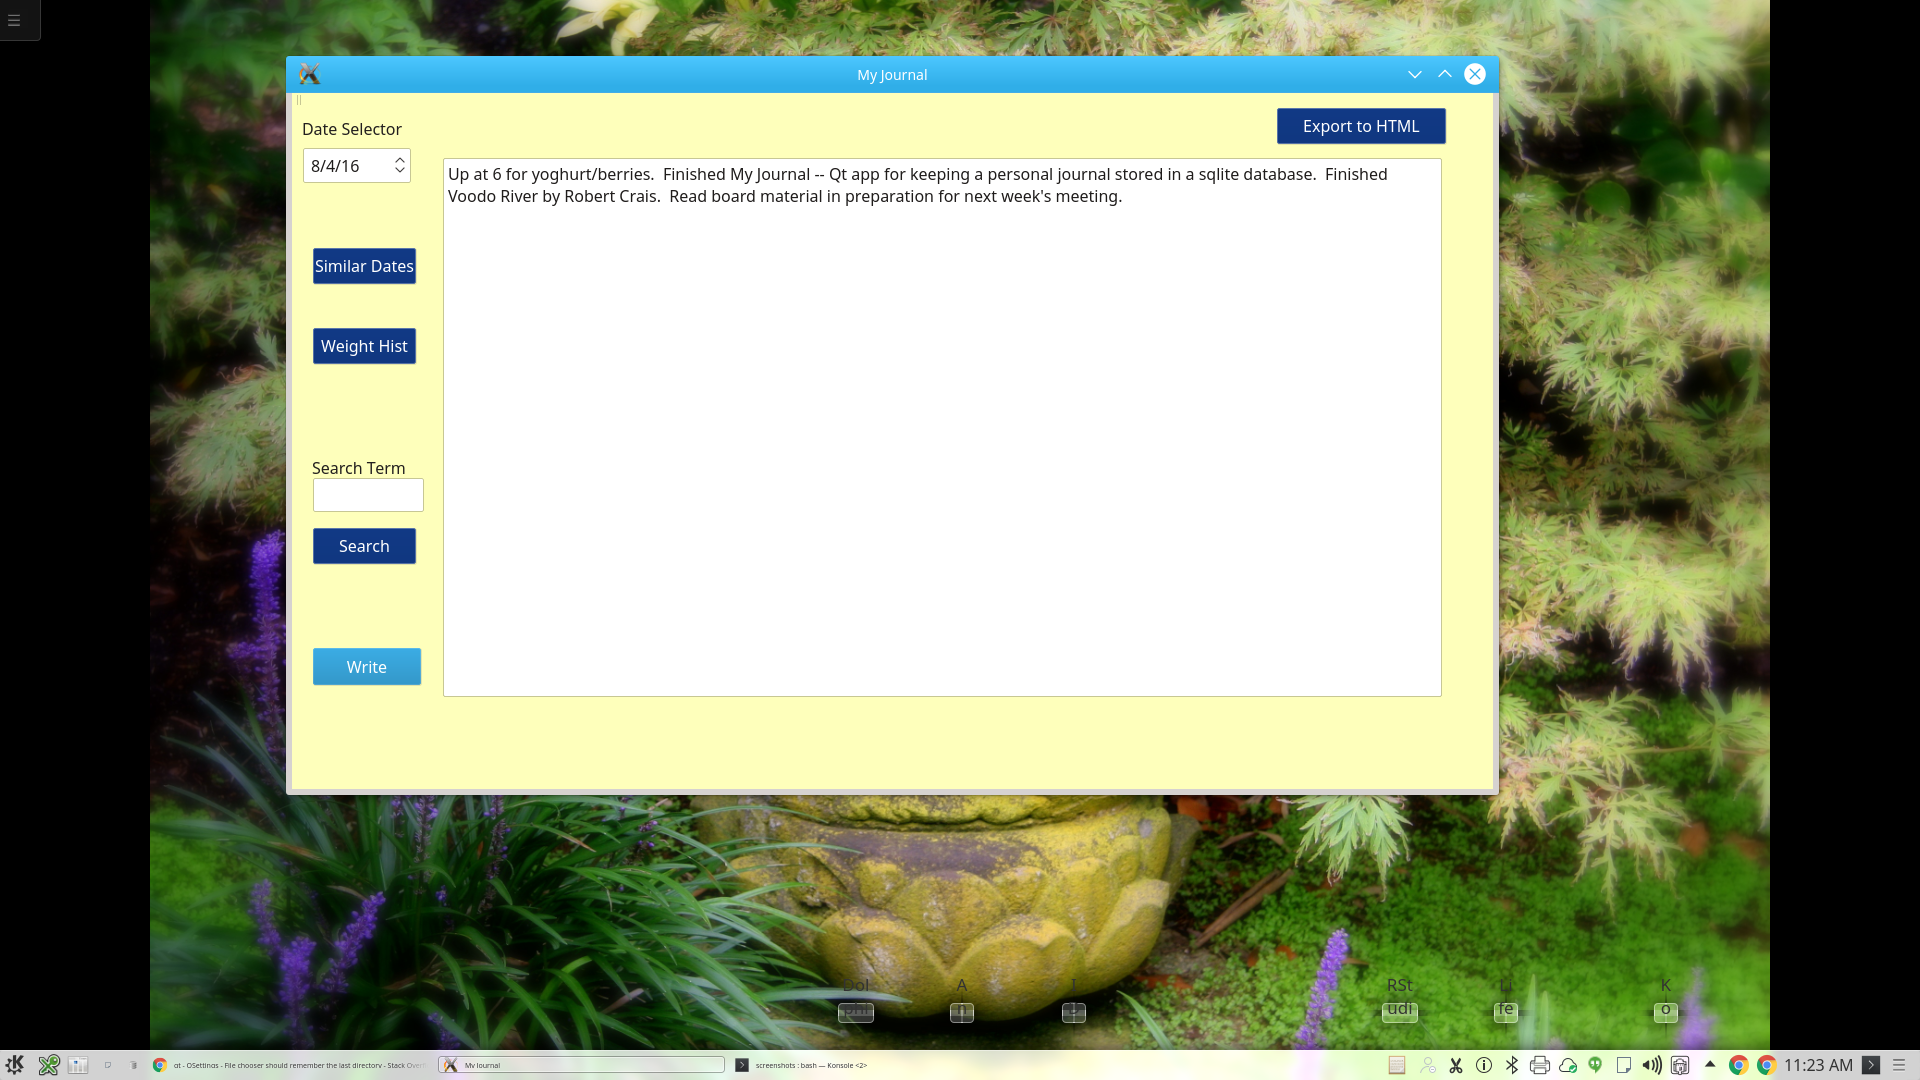 My Journal
Date Selector
Export to HTML
8/4/16
Up at 6 for yoghurt/berries.  Finished My Journal -- Qt app for keeping a personal journal stored in a sqlite database.  Finished
Voodo River by Robert Crais.  Read board material in preparation for next week's meeting.
Similar Dates
Weight Hist
Search Term
Search
Write
Dol
A
I
RSt
Li
K
udi
fe
o
qt - QSettings - File chooser should remember the last directory - Stack Over
My Journal
screenshots : bash — Konsole <2>
11:23 AM